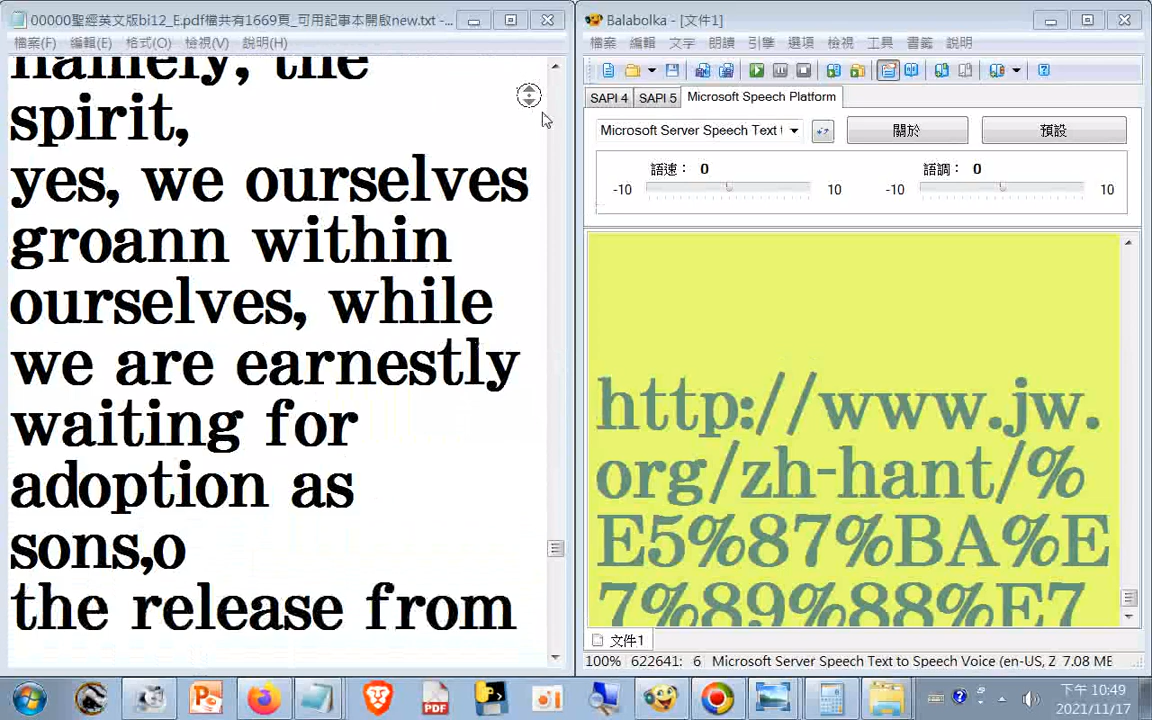 00000聖經英文版bi12_E.pdf檔共有1669頁_可用記事本開啟new.txt -...
檔案(F) 編輯(E) 格式(O) 檢視(V) 說明(H)
namely, the
spirit,
yes, we ourselves
groann within
ourselves, while
we are earnestly
waiting for
adoption as
sons,o
the release from
Balabolka - [文件1]
檔案 編輯 文字 朗讀 引擎 選項 檢視 工具 書籤 說明
SAPI 4 SAPI 5 Microsoft Speech Platform
Microsoft Server Speech Text
關於 預設
語速： 0 語調： 0
-10 10 -10 10
http://www.jw.
org/zh-hant/%
E5%87%BA%E
7%89%88%E7
文件1
100% 622641: 6 Microsoft Server Speech Text to Speech Voice (en-US, Z 7.08 ME
PDF
下午 10:49
2021/11/17